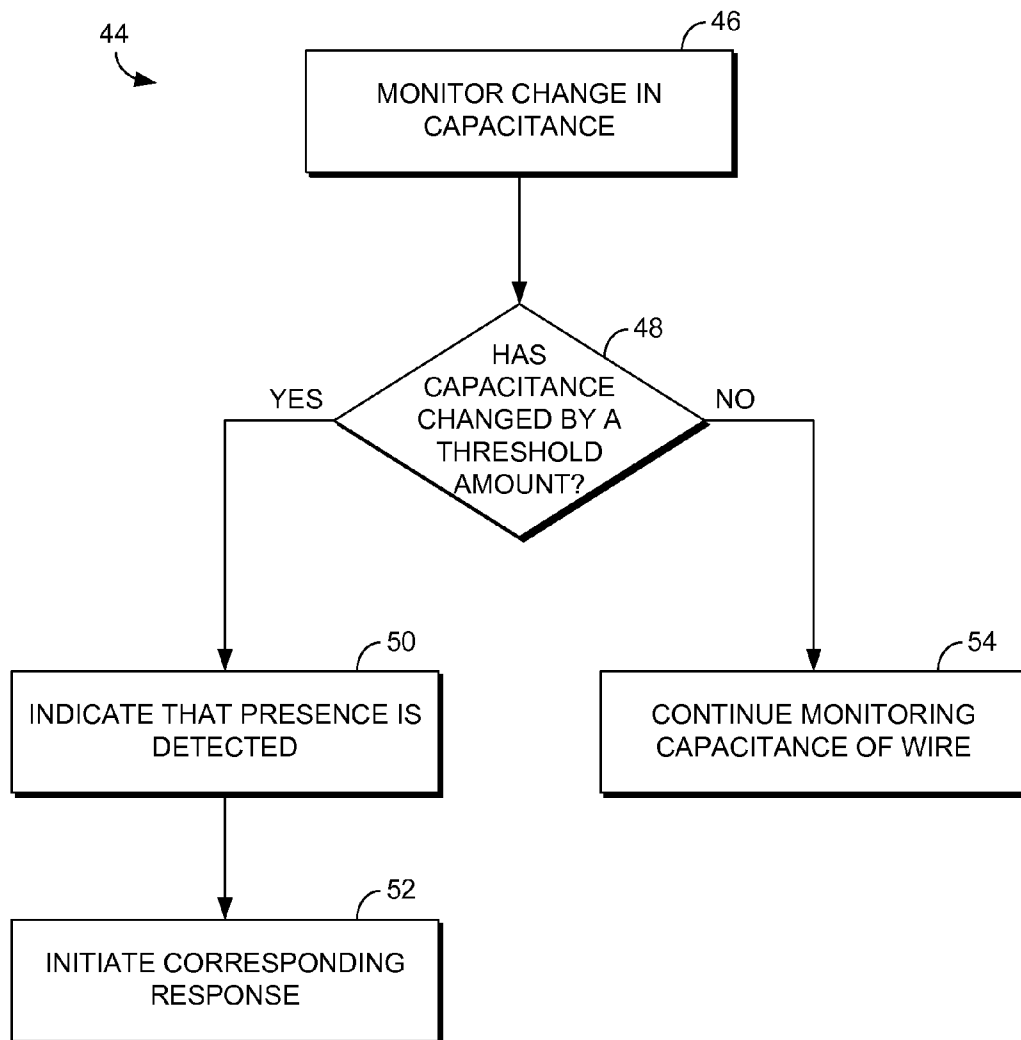 44
46
MONITOR CHANGE IN
CAPACITANCE
48
HAS
CAPACITANCE
CHANGED BY A
THRESHOLD
AMOUNT?
YES
NO
50
INDICATE THAT PRESENCE IS
DETECTED
54
CONTINUE MONITORING
CAPACITANCE OF WIRE
52
INITIATE CORRESPONDING
RESPONSE